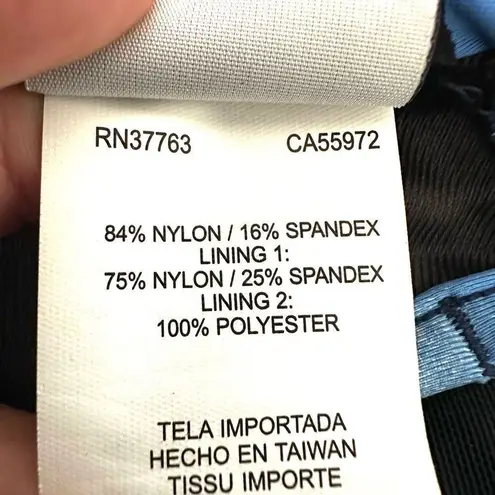 RN37763 CA55972
84% NYLON / 16% SPANDEX
LINING 1:
75% NYLON / 25% SPANDEX
LINING 2:
100% POLYESTER
TELA IMPORTADA
HECHO EN TAIWAN
TISSU IMPORTE